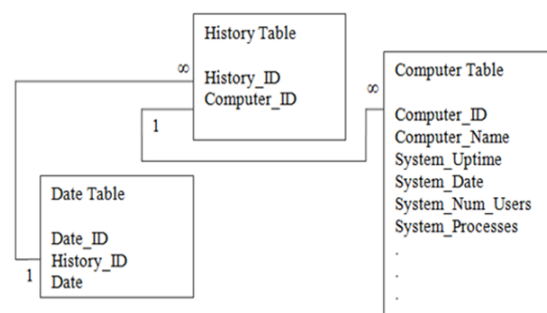 History Table
History_ID
Computer_ID
∞
1
∞
Computer Table
Computer_ID
Computer_Name
System_Uptime
System_Date
System_Num_Users
System_Processes
.
.
.
Date Table
Date_ID
History_ID
Date
1